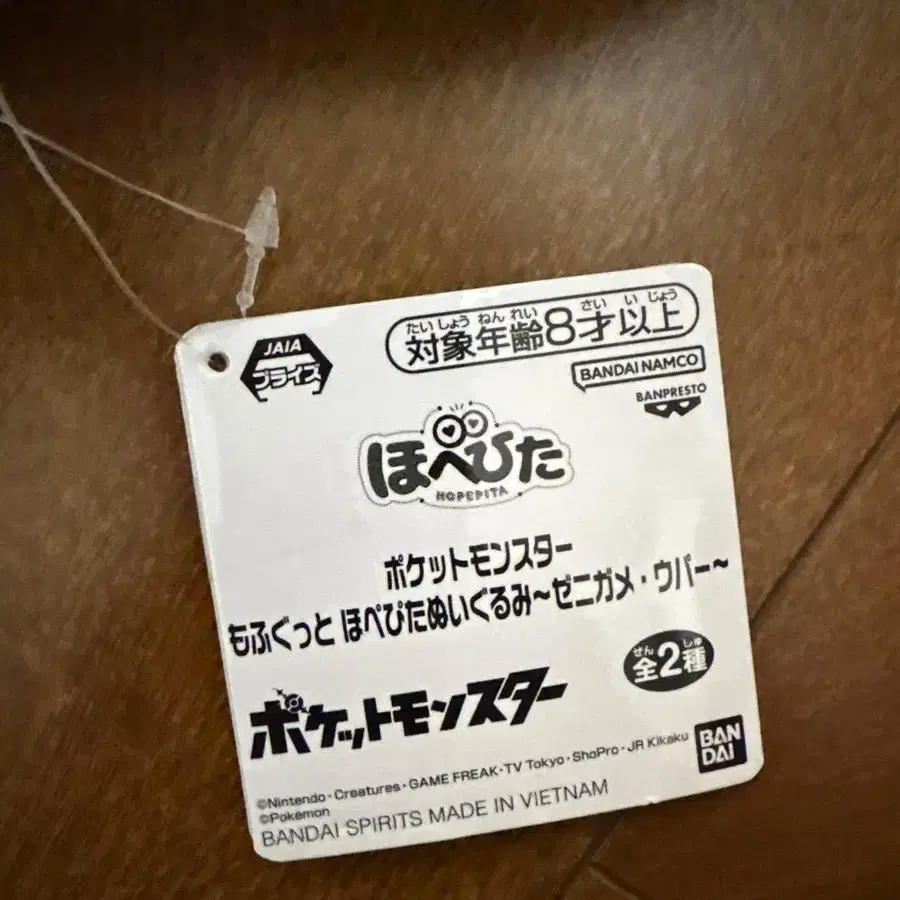 JAIA
プライズ
たいしょうねんれい さい いじょう
対象年齢8才以上
BANDAI NAMCO
BANPRESTO
ほぺぴた
HOPEPITA
ポケットモンスター
もふぐっと ほぺぴたぬいぐるみ～ゼニガメ・ウパー～
ぜん しゅ
全2種
ポケットモンスター
©Nintendo・Creatures・GAME FREAK・TV Tokyo・ShoPro・JR Kikaku
©Pokémon
BANDAI SPIRITS MADE IN VIETNAM
BAN
DAI